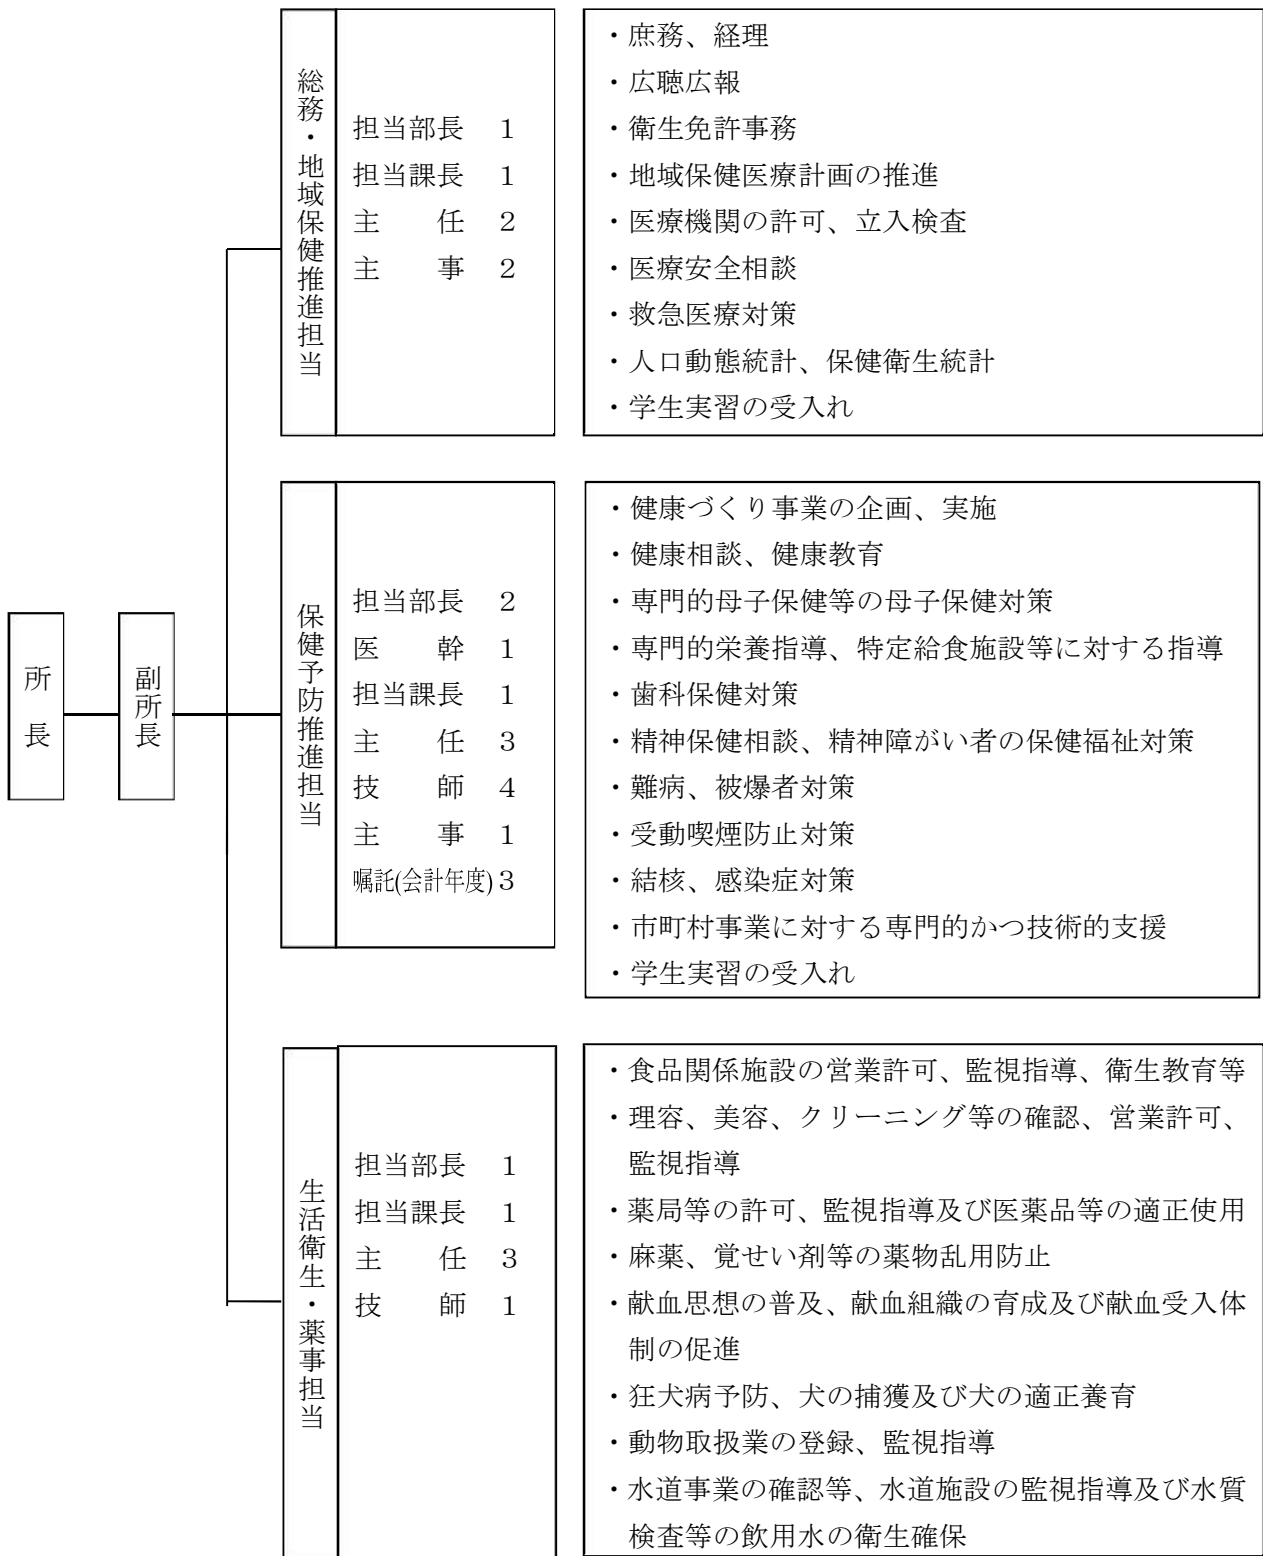 所長
副所長
総務・地域保健推進担当
担当部長 1
担当課長 1
主任 2
主事 2
・庶務、経理
・広聴広報
・衛生免許事務
・地域保健医療計画の推進
・医療機関の許可、立入検査
・医療安全相談
・救急医療対策
・人口動態統計、保健衛生統計
・学生実習の受入れ
保健予防推進担当
担当部長 2
医幹 1
担当課長 1
主任 3
技師 4
主事 1
嘱託(会計年度) 3
・健康づくり事業の企画、実施
・健康相談、健康教育
・専門的母子保健等の母子保健対策
・専門的栄養指導、特定給食施設等に対する指導
・歯科保健対策
・精神保健相談、精神障がい者の保健福祉対策
・難病、被爆者対策
・受動喫煙防止対策
・結核、感染症対策
・市町村事業に対する専門的かつ技術的支援
・学生実習の受入れ
生活衛生・薬事担当
担当部長 1
担当課長 1
主任 3
技師 1
・食品関係施設の営業許可、監視指導、衛生教育等
・理容、美容、クリーニング等の確認、営業許可、
監視指導
・薬局等の許可、監視指導及び医薬品等の適正使用
・麻薬、覚せい剤等の薬物乱用防止
・献血思想の普及、献血組織の育成及び献血受入体
制の促進
・狂犬病予防、犬の捕獲及び犬の適正養育
・動物取扱業の登録、監視指導
・水道事業の確認等、水道施設の監視指導及び水質
検査等の飲用水の衛生確保